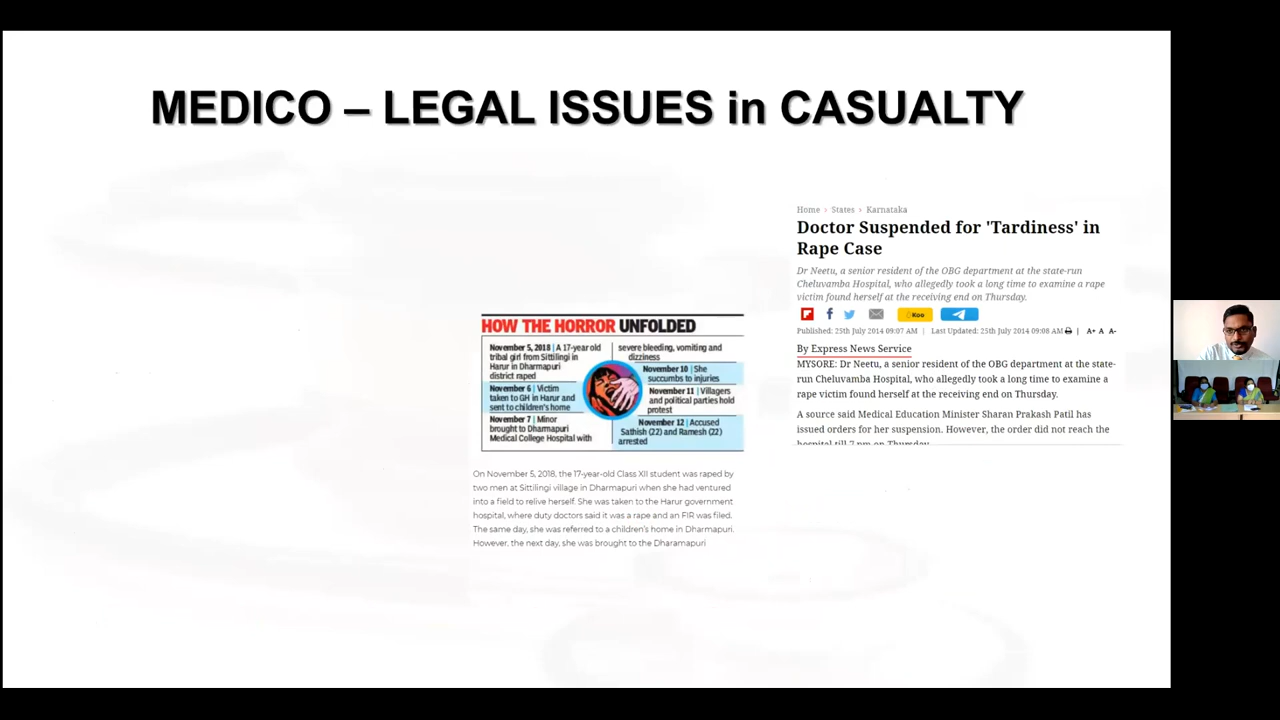 MEDICO – LEGAL ISSUES in CASUALTY
HOW THE HORROR UNFOLDED
November 5, 2018 | A 17-year old
tribal girl from Sittilingi in
Harur in Dharmapuri
district raped
November 6 | Victim
taken to GH in Harur and
sent to children's home
November 7 | Minor
brought to Dharmapuri
Medical College Hospital with
severe bleeding, vomiting and
dizziness
November 10 | She
succumbs to injuries
November 11 | Villagers
and political parties hold
protest
November 12 | Accused
Sathish (22) and Ramesh (22)
arrested
On November 5, 2018, the 17-year-old Class XII student was raped by
two men at Sittilingi village in Dharmapuri when she had ventured
into a field to relive herself. She was taken to the Harur government
hospital, where duty doctors said it was a rape and an FIR was filed.
The same day, she was referred to a children's home in Dharmapuri.
However, the next day, she was brought to the Dharamapuri
Home › States › Karnataka
Doctor Suspended for 'Tardiness' in
Rape Case
Dr Neetu, a senior resident of the OBG department at the state-run
Cheluvamba Hospital, who allegedly took a long time to examine a rape
victim found herself at the receiving end on Thursday.
Koo
Published: 25th July 2014 09:07 AM | Last Updated: 25th July 2014 09:08 AM | A+ A A-
By Express News Service
MYSORE: Dr Neetu, a senior resident of the OBG department at the state-
run Cheluvamba Hospital, who allegedly took a long time to examine a
rape victim found herself at the receiving end on Thursday.
A source said Medical Education Minister Sharan Prakash Patil has
issued orders for her suspension. However, the order did not reach the
hospital till 7 pm on Thursday.